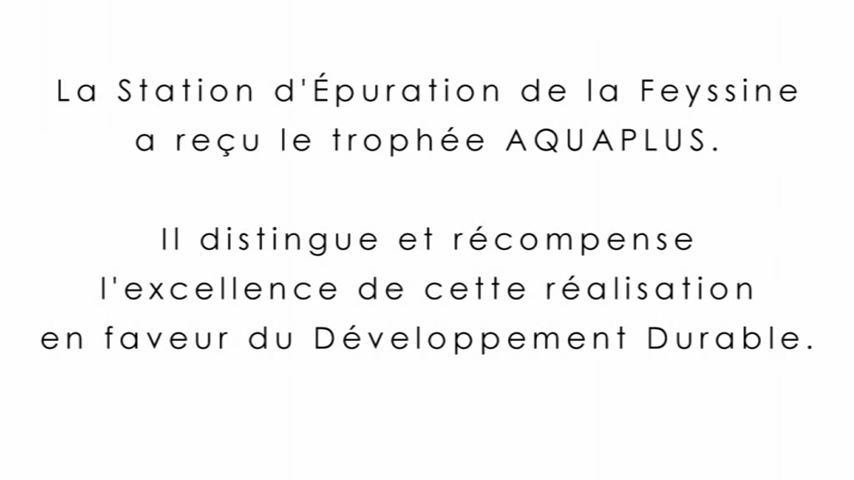 La Station d'Épuration de la Feyssine
a reçu le trophée AQUAPLUS.
Il distingue et récompense
l'excellence de cette réalisation
en faveur du Développement Durable.